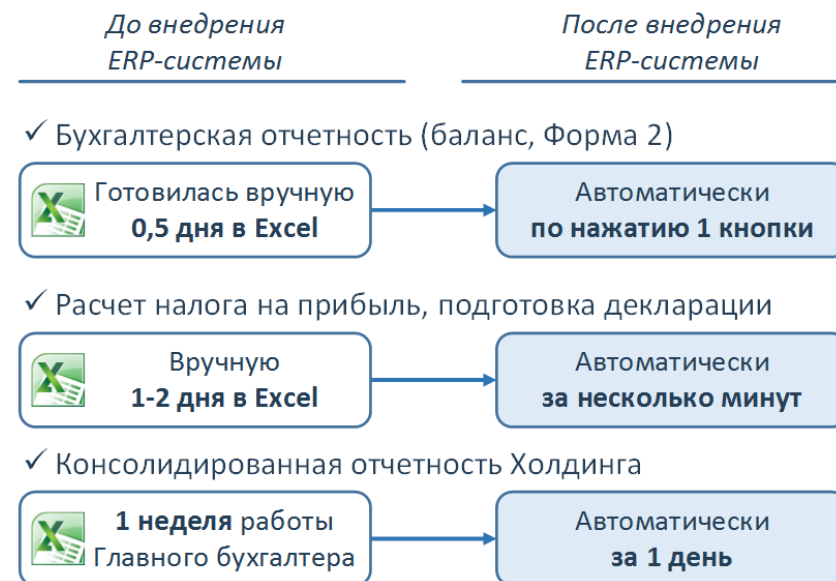 До внедрения
ERP-системы
После внедрения
ERP-системы
✓ Бухгалтерская отчетность (баланс, Форма 2)
Готовилась вручную
0,5 дня в Excel
Автоматически
по нажатию 1 кнопки
✓ Расчет налога на прибыль, подготовка декларации
Вручную
1-2 дня в Excel
Автоматически
за несколько минут
✓ Консолидированная отчетность Холдинга
1 неделя работы
Главного бухгалтера
Автоматически
за 1 день